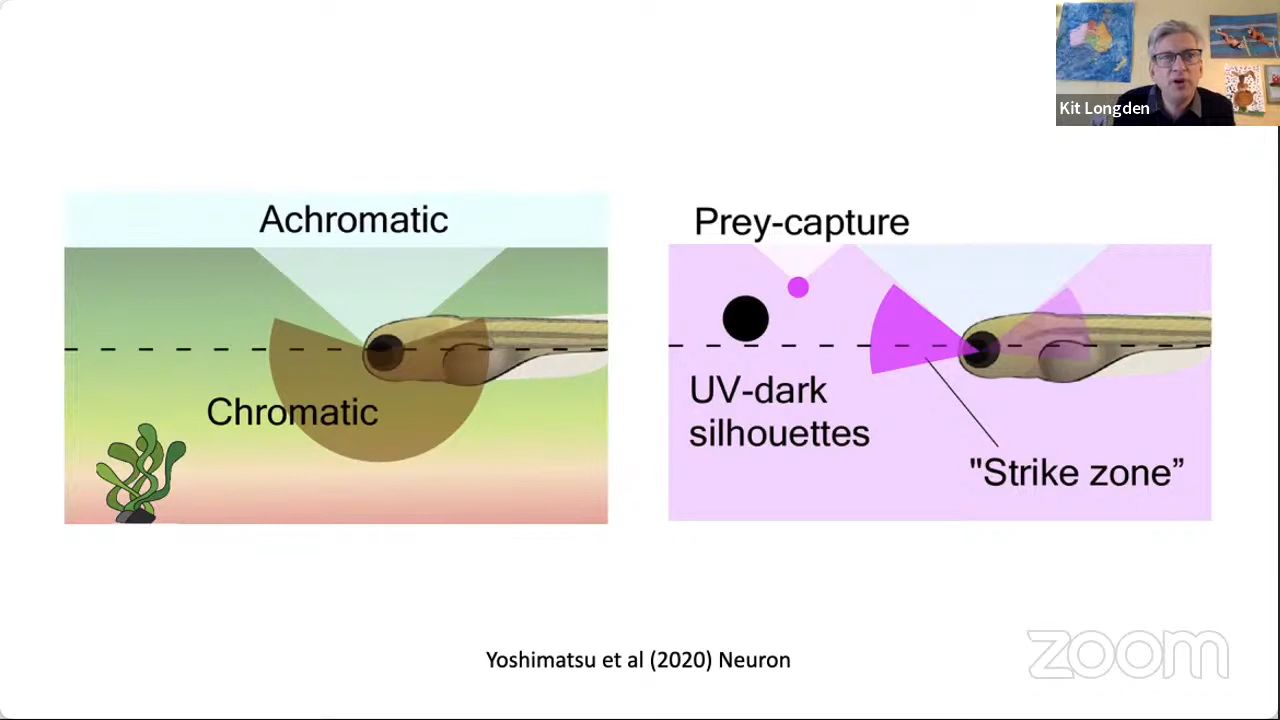 Kit Longden
Achromatic
Chromatic
Prey-capture
UV-dark
silhouettes
"Strike zone”
Yoshimatsu et al (2020) Neuron
zoom